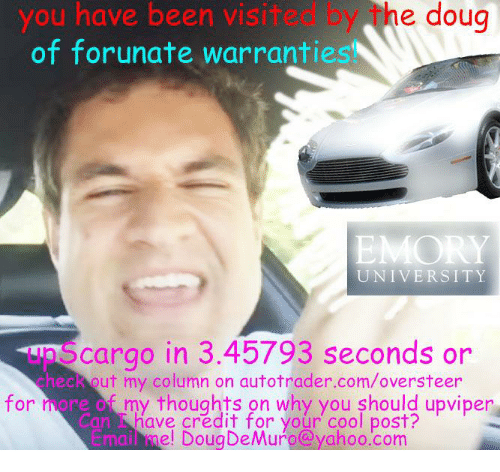 you have been visited by the doug
of forunate warranties!
EMORY
UNIVERSITY
upScargo in 3.45793 seconds or
check out my column on autotrader.com/oversteer
for more of my thoughts on why you should upviper
Can I have credit for your cool post?
Email me! DougDeMuro@yahoo.com